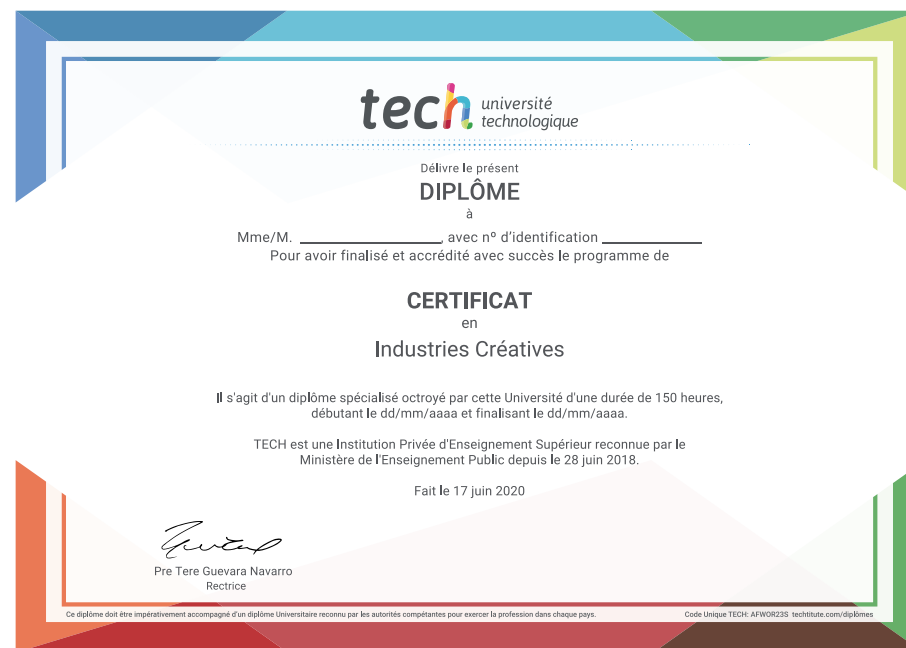 tech université
technologique
Délivre le présent
DIPLÔME
à
Mme/M. ____________________, avec nº d’identification ______________
Pour avoir finalisé et accrédité avec succès le programme de
CERTIFICAT
en
Industries Créatives
Il s'agit d'un diplôme spécialisé octroyé par cette Université d'une durée de 150 heures,
débutant le dd/mm/aaaa et finalisant le dd/mm/aaaa.
TECH est une Institution Privée d'Enseignement Supérieur reconnue par le
Ministère de l'Enseignement Public depuis le 28 juin 2018.
Fait le 17 juin 2020
Pre Tere Guevara Navarro
Rectrice
Ce diplôme doit être impérativement accompagné d'un diplôme Universitaire reconnu par les autorités compétentes pour exercer la profession dans chaque pays.
Code Unique TECH: AFWOR23S techtitute.com/diplômes